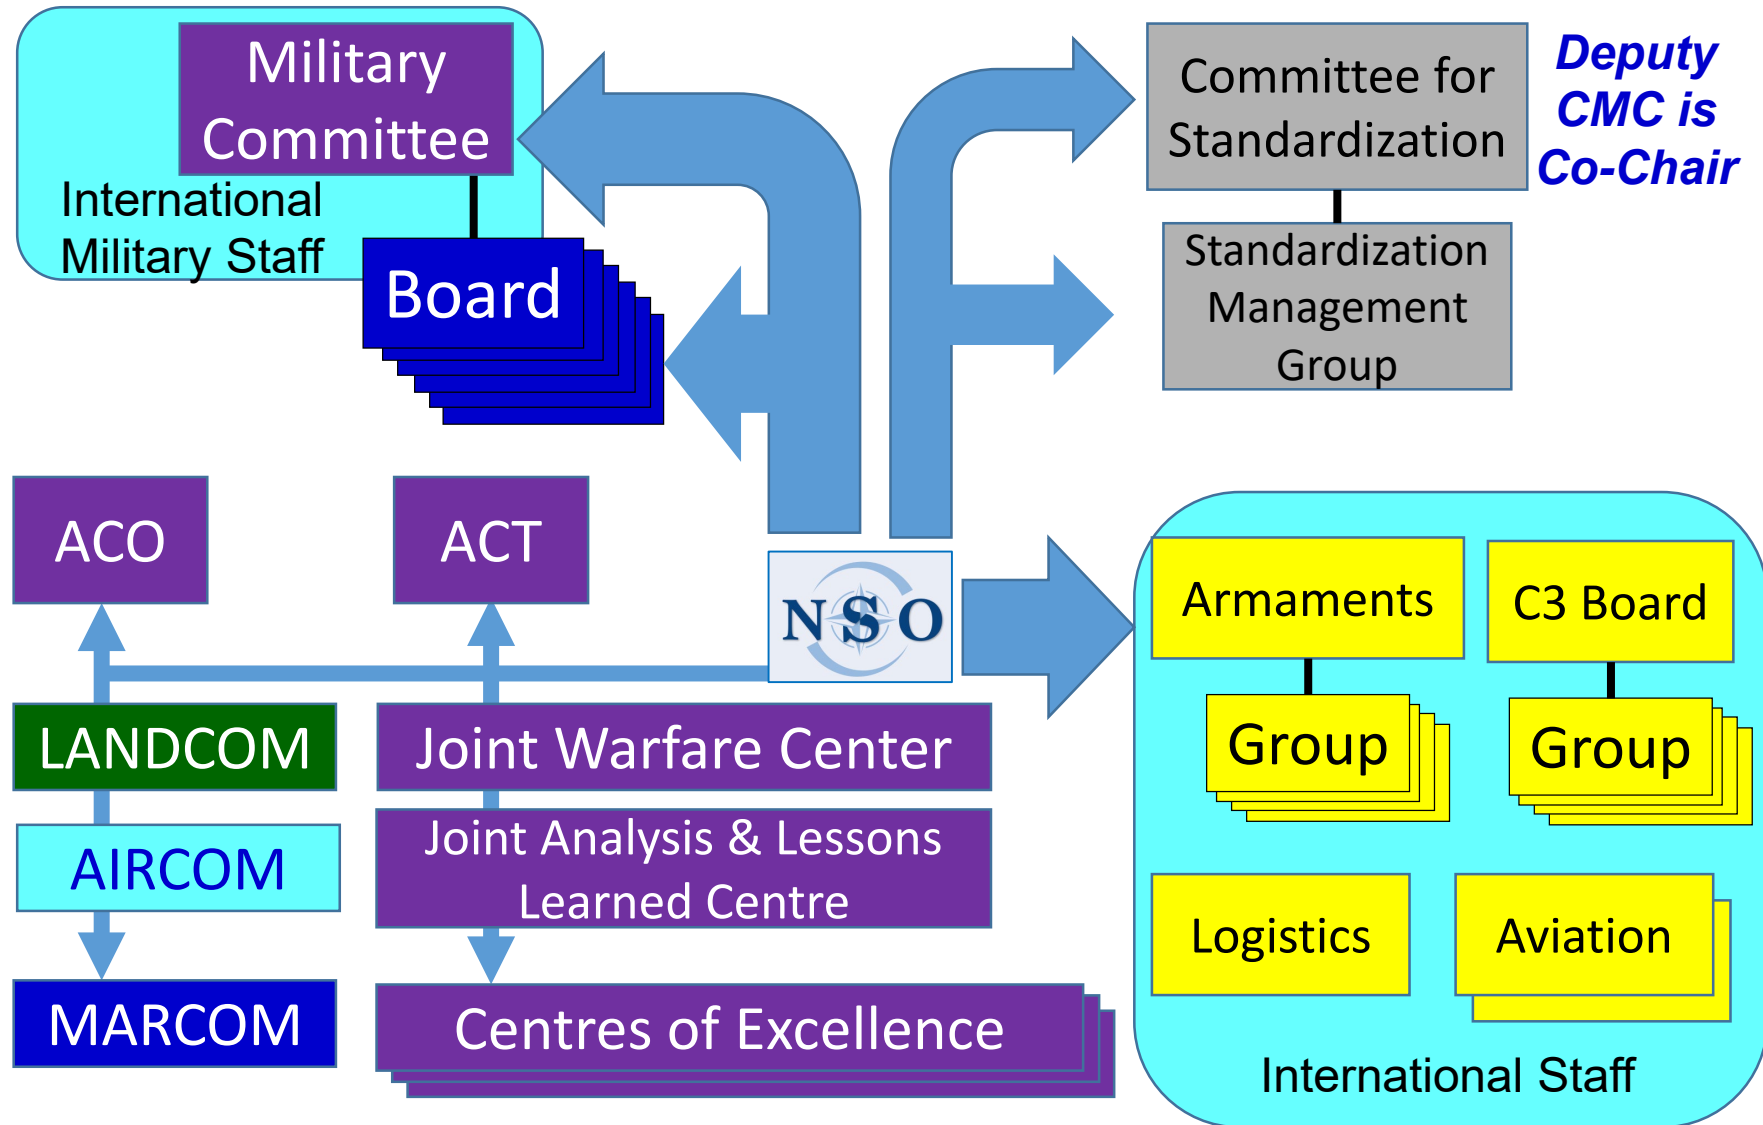 Military
Committee
International
Military Staff
Board
Committee for
Standardization
Deputy
CMC is
Co-Chair
Standardization
Management
Group
ACO
ACT
NSO
LANDCOM
AIRCOM
MARCOM
Joint Warfare Center
Joint Analysis & Lessons
Learned Centre
Centres of Excellence
Armaments
C3 Board
Group
Group
Logistics
Aviation
International Staff